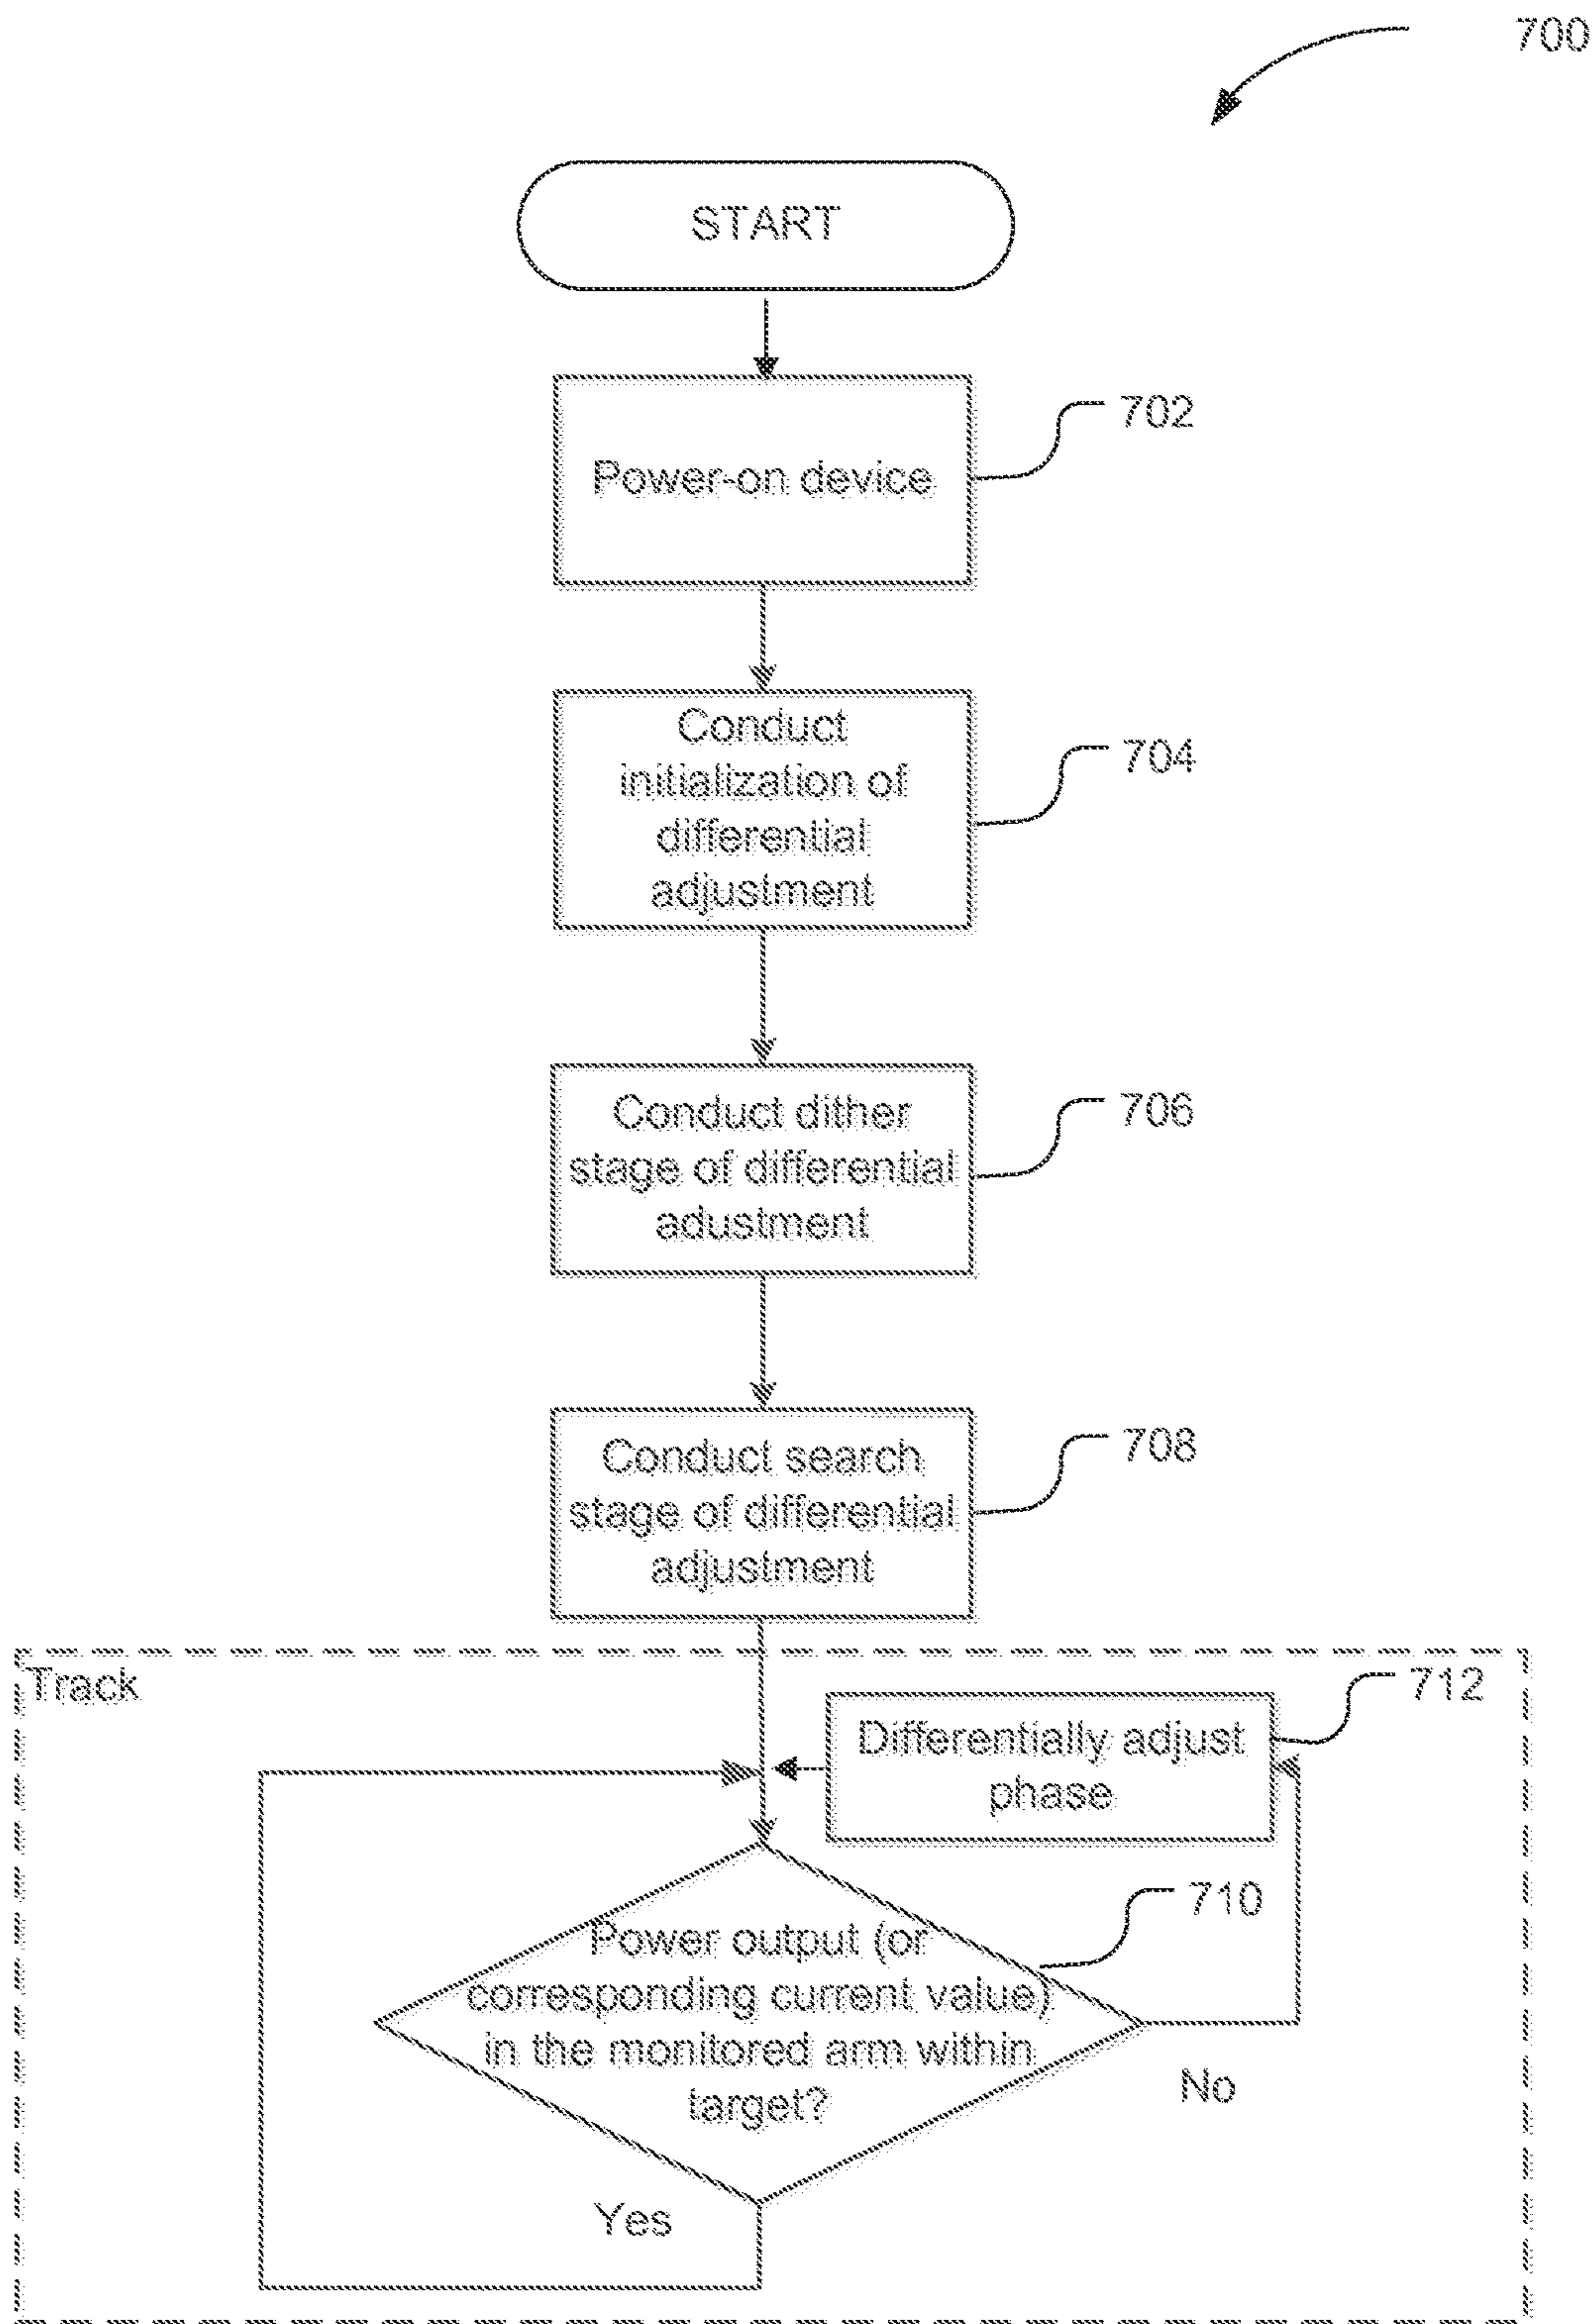 700
START
Power-on device
702
Conduct
initialization of
differential
adjustment
704
Conduct dither
stage of differential
adustment
706
Conduct search
stage of differential
adjustment
708
Track
712
Differentially adjust
phase
710
Power output (or
corresponding current value)
in the monitored arm within
target?
No
Yes